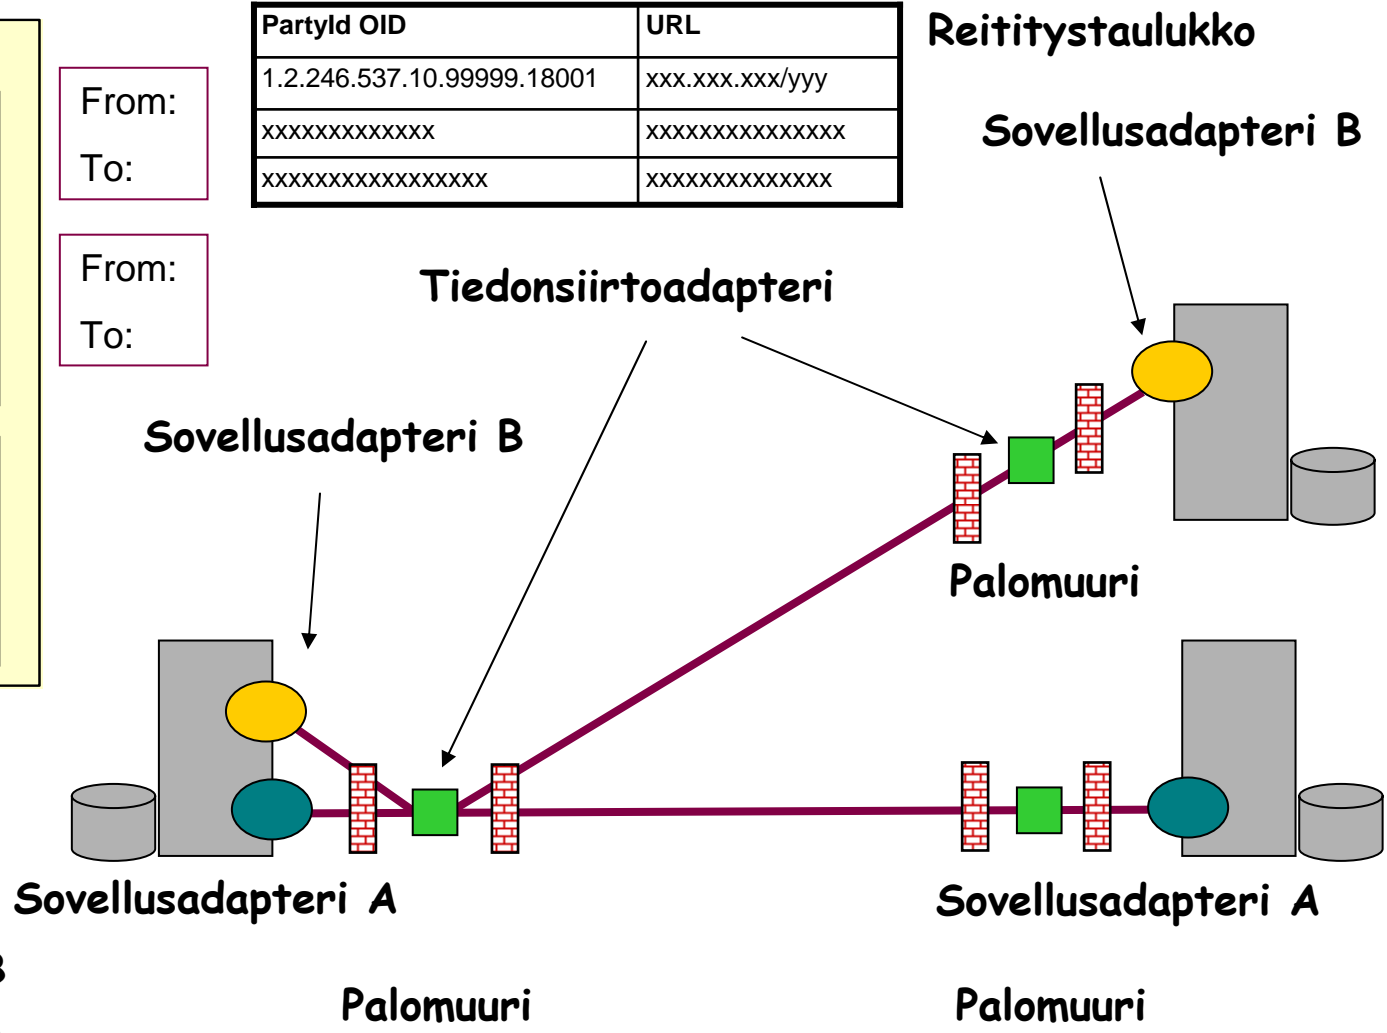 PartyId OID URL
Reititystaulukko
1.2.246.537.10.99999.18001 xxx.xxx.xxx/yyy
xxxxxxxxxxxxx xxxxxxxxxxxxxxx
xxxxxxxxxxxxxxxxx xxxxxxxxxxxxxx
From:
To:
Sovellusadapteri B
From:
To:
Tiedonsiirtoadapteri
Sovellusadapteri B
Palomuuri
Sovellusadapteri A
Sovellusadapteri A
B
Palomuuri
Palomuuri